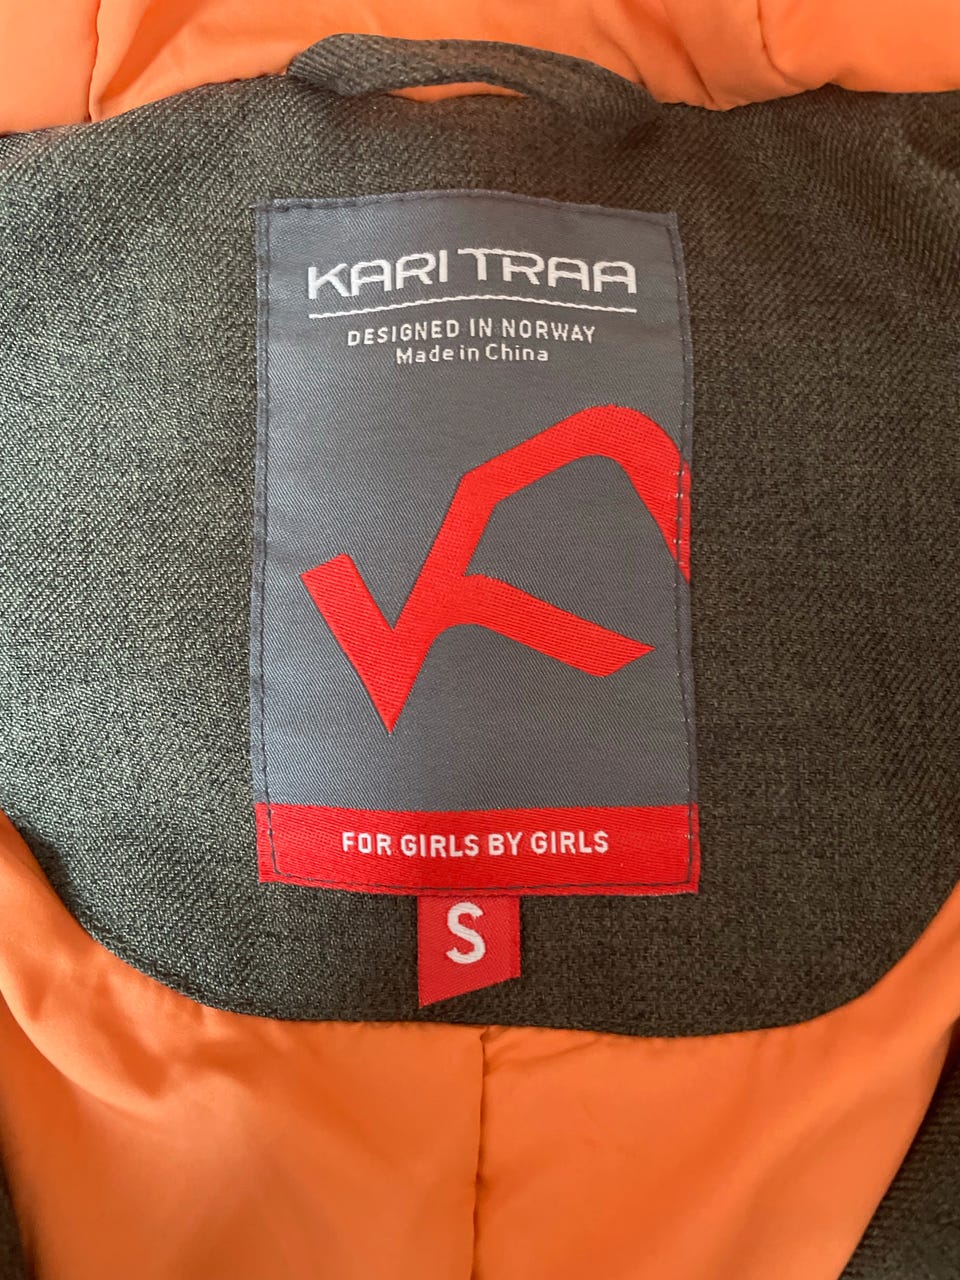 KARI TRAA
DESIGNED IN NORWAY
Made in China
FOR GIRLS BY GIRLS
S